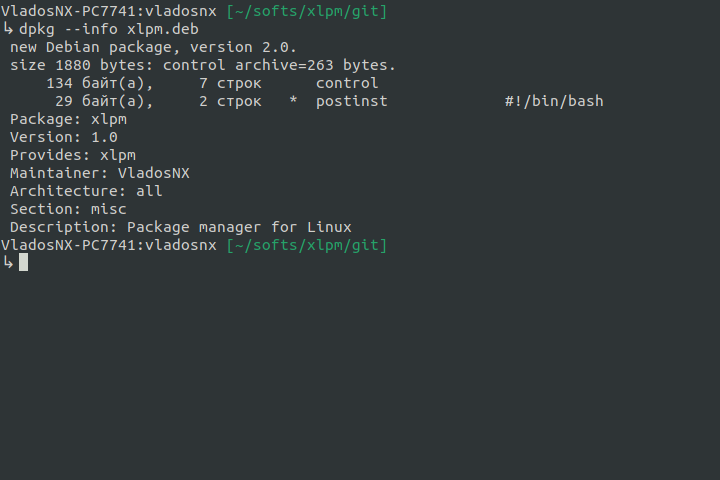 VladosNX-PC7741:vladosnx [~/softs/xlpm/git]
↳ dpkg --info xlpm.deb
 new Debian package, version 2.0.
 size 1880 bytes: control archive=263 bytes.
     134 байт(а),     7 строк      control
      29 байт(а),     2 строк   *  postinst             #!/bin/bash
 Package: xlpm
 Version: 1.0
 Provides: xlpm
 Maintainer: VladosNX
 Architecture: all
 Section: misc
 Description: Package manager for Linux
VladosNX-PC7741:vladosnx [~/softs/xlpm/git]
↳